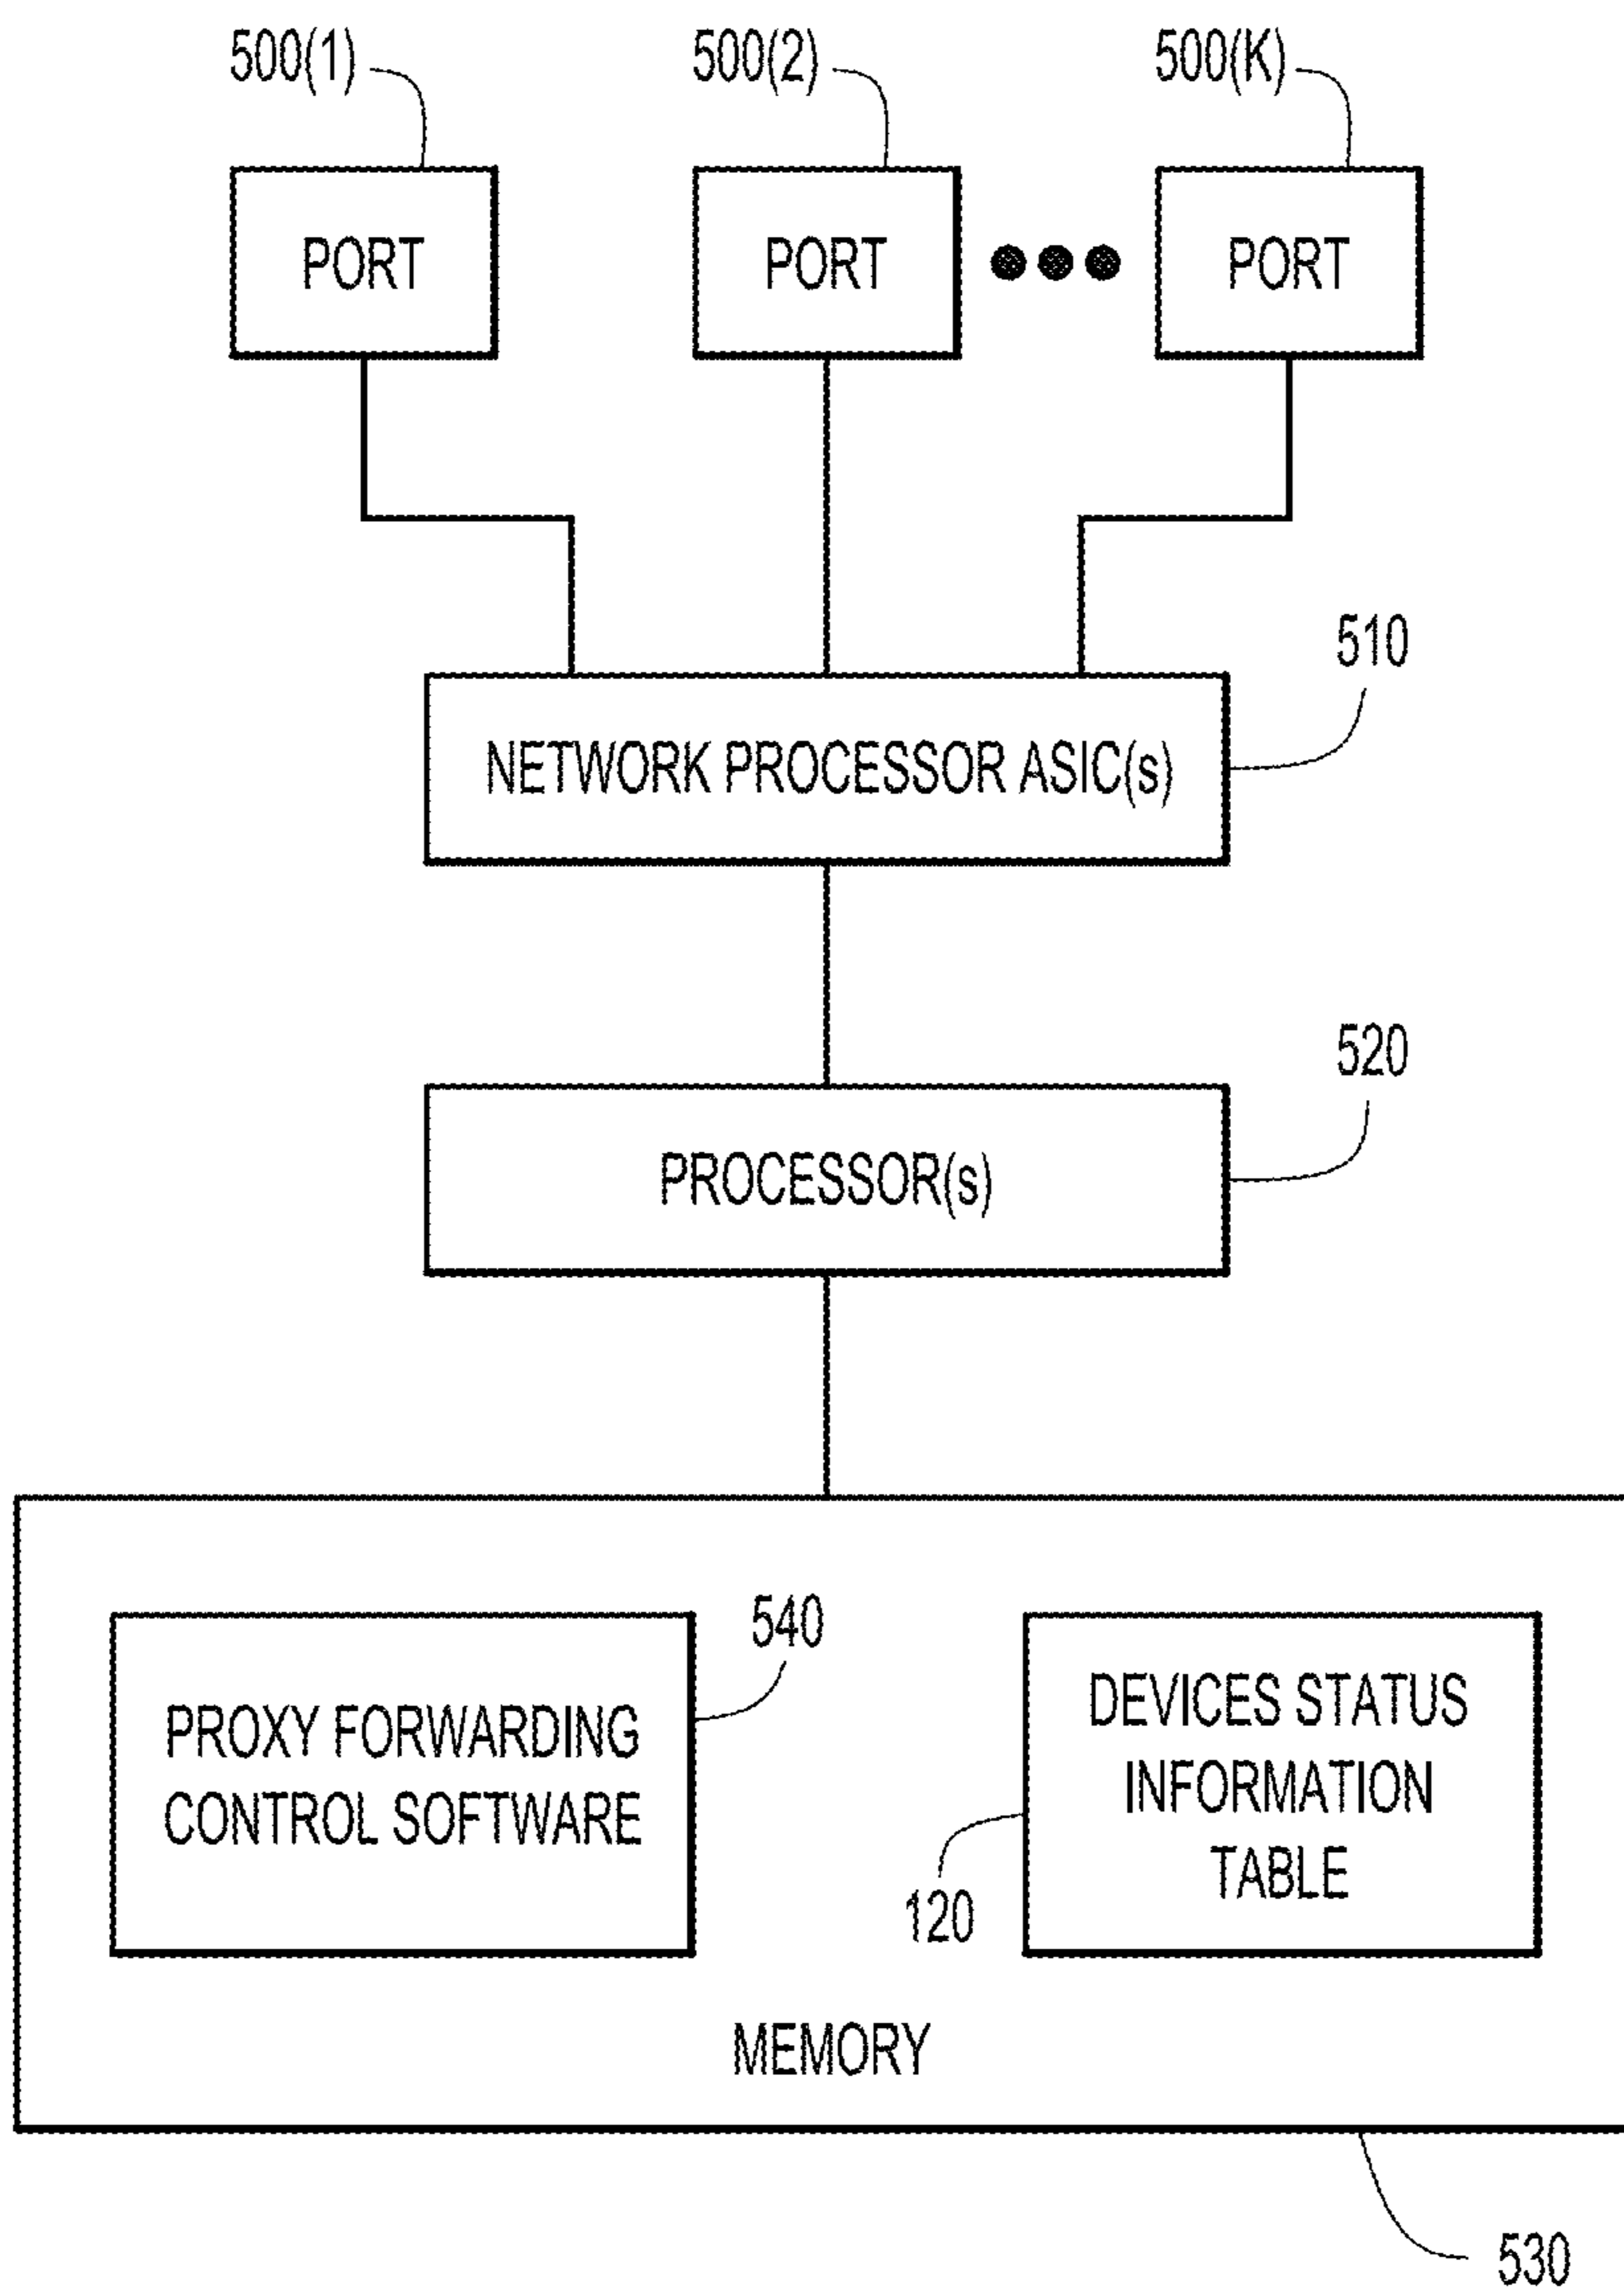 500(1)
500(2)
500(K)
PORT
PORT
PORT
510
NETWORK PROCESSOR ASIC(s)
520
PROCESSOR(s)
540
PROXY FORWARDING
CONTROL SOFTWARE
DEVICES STATUS
INFORMATION
TABLE
120
MEMORY
530